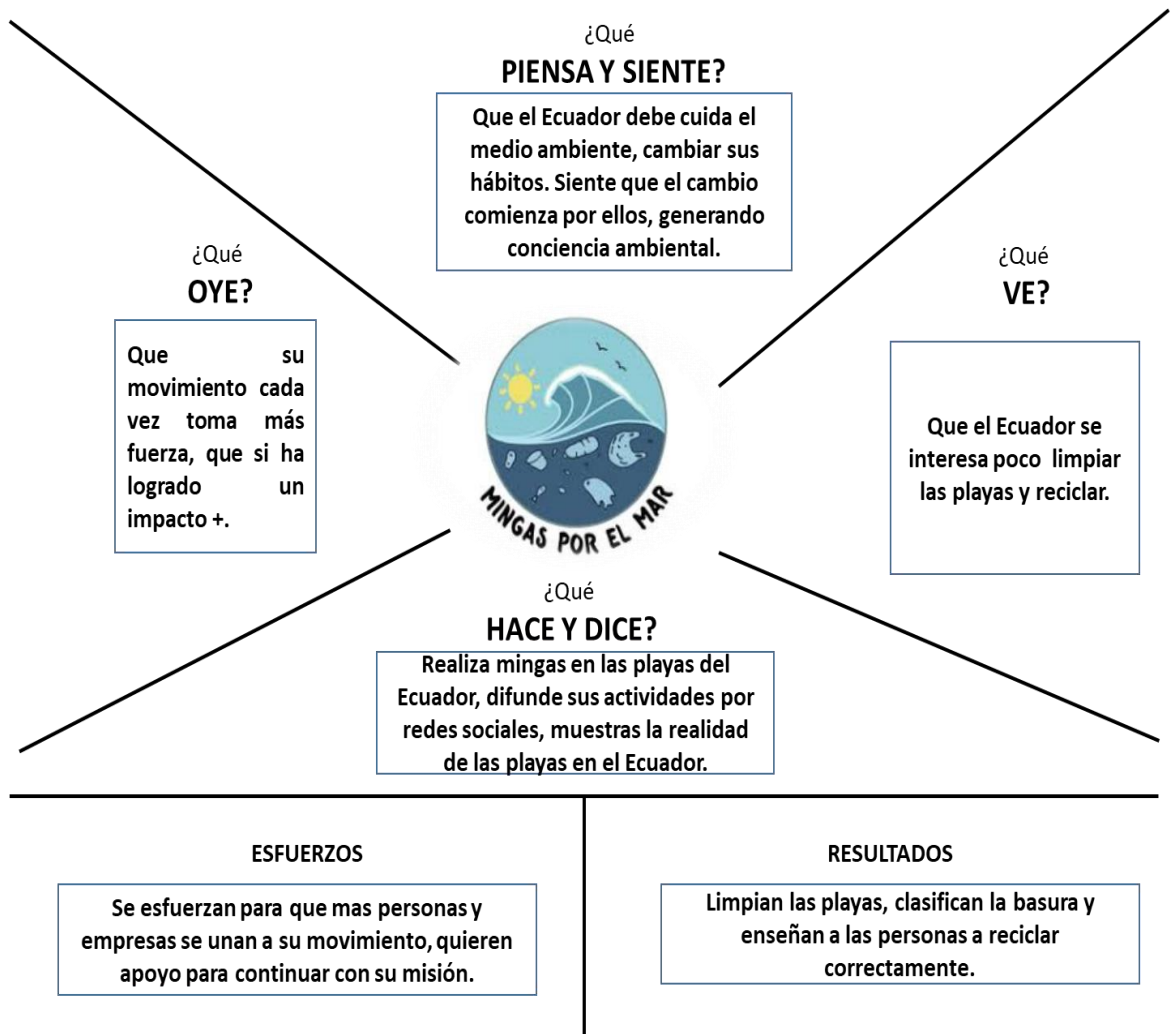 ¿Qué
PIENSA Y SIENTE?
Que el Ecuador debe cuida el
medio ambiente, cambiar sus
hábitos. Siente que el cambio
comienza por ellos, generando
conciencia ambiental.
¿Qué
OYE?
Que su
movimiento cada
vez toma más
fuerza, que si ha
logrado un
impacto +.
¿Qué
VE?
Que el Ecuador se
interesa poco limpiar
las playas y reciclar.
MINGAS POR EL MAR
¿Qué
HACE Y DICE?
Realiza mingas en las playas del
Ecuador, difunde sus actividades por
redes sociales, muestras la realidad
de las playas en el Ecuador.
ESFUERZOS
Se esfuerzan para que mas personas y
empresas se unan a su movimiento, quieren
apoyo para continuar con su misión.
RESULTADOS
Limpian las playas, clasifican la basura y
enseñan a las personas a reciclar
correctamente.